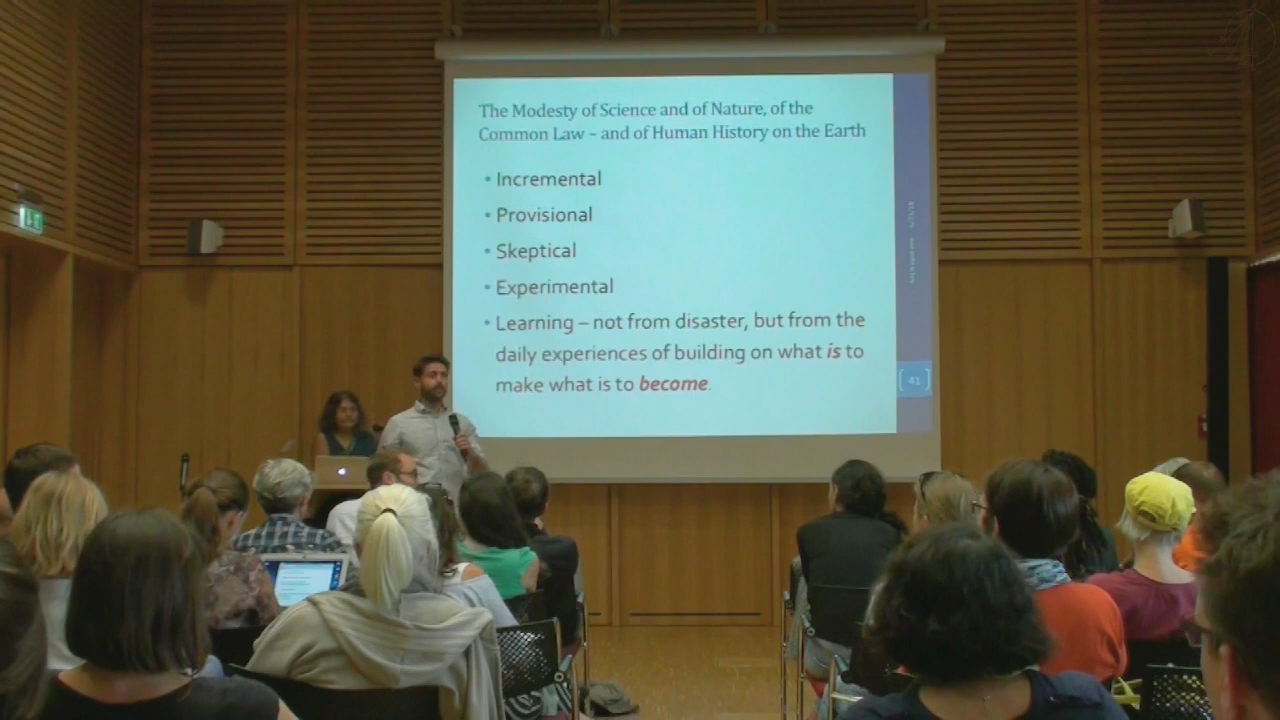 The Modesty of Science and of Nature, of the
Common Law – and of Human History on the Earth
• Incremental
• Provisional
• Skeptical
• Experimental
• Learning – not from disaster, but from the
daily experiences of building on what is to
make what is to become.
41